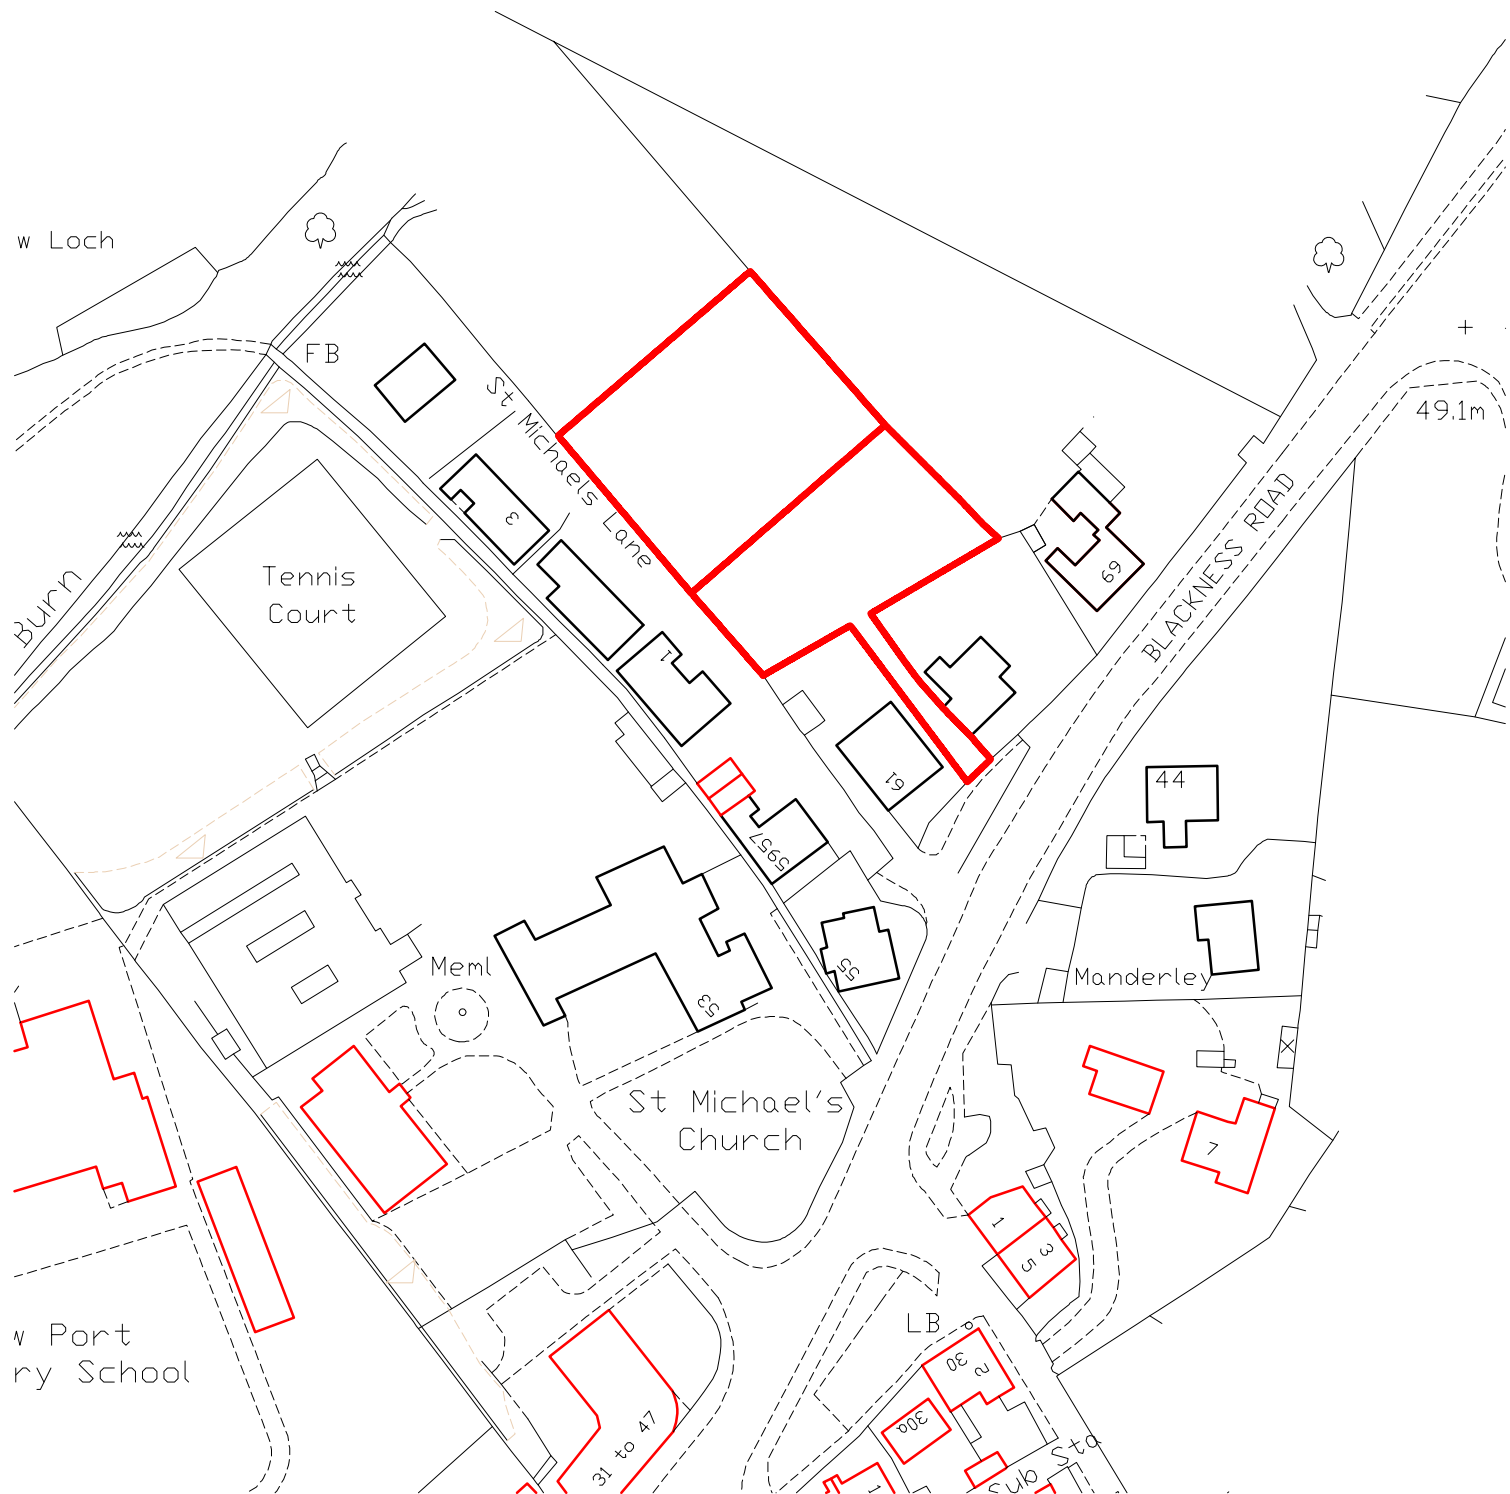 w Loch
FB
St Michaels Lane
BLACKNESS ROAD
49.1m
Tennis
Court
Burn
3
1
69
61
5957
44
55
53
Meml
Manderley
St Michael's
Church
7
1
3
5
LB
30
2
30a
w Port
ry School
31 to 47
Sub Sta
1